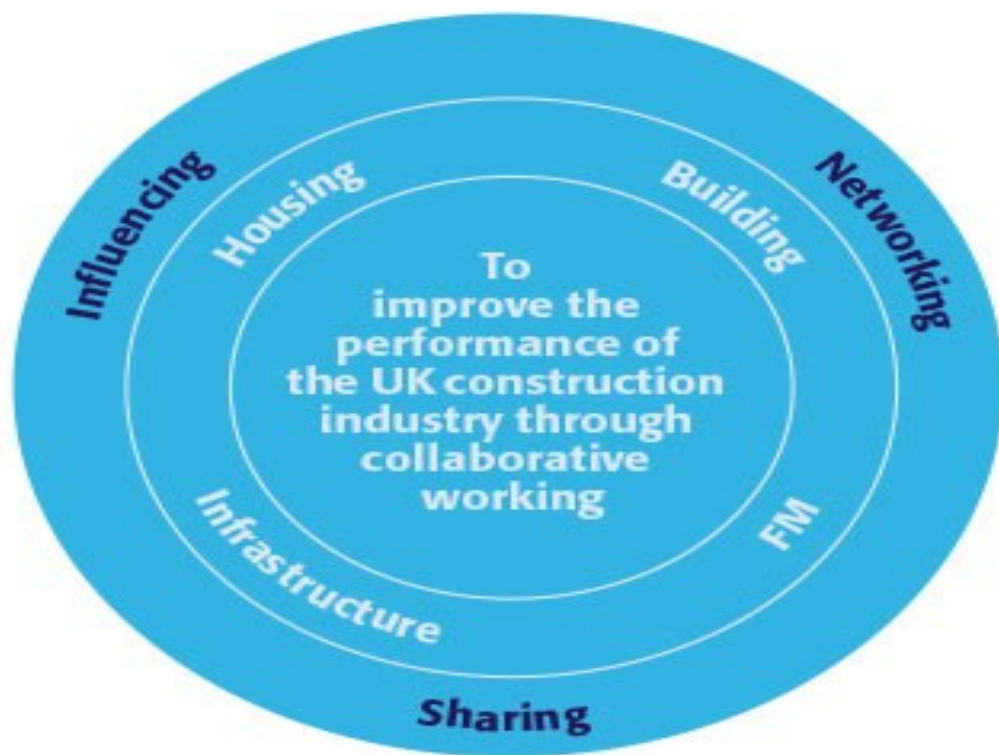 Influencing
Networking
Housing
Building
To
improve the
performance of
the UK construction
industry through
collaborative
working
Infrastructure
FM
Sharing